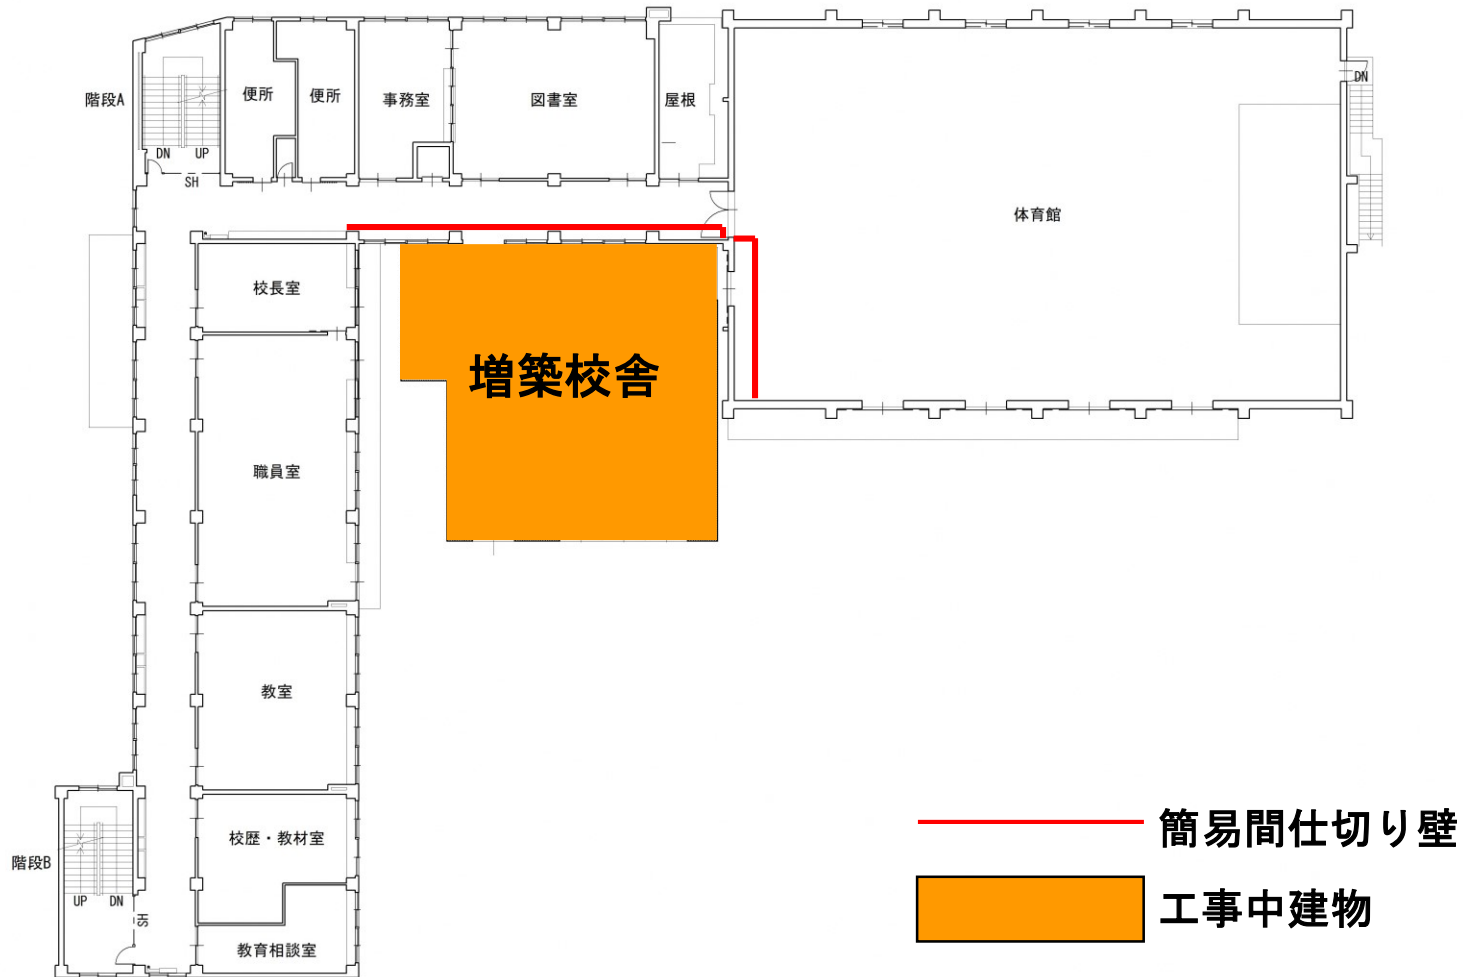 階段A
便所
便所
事務室
図書室
屋根
DN
DN
UP
SH
体育館
校長室
増築校舎
職員室
教室
校歴・教材室
階段B
UP
DN
SH
教育相談室
簡易間仕切り壁
工事中建物